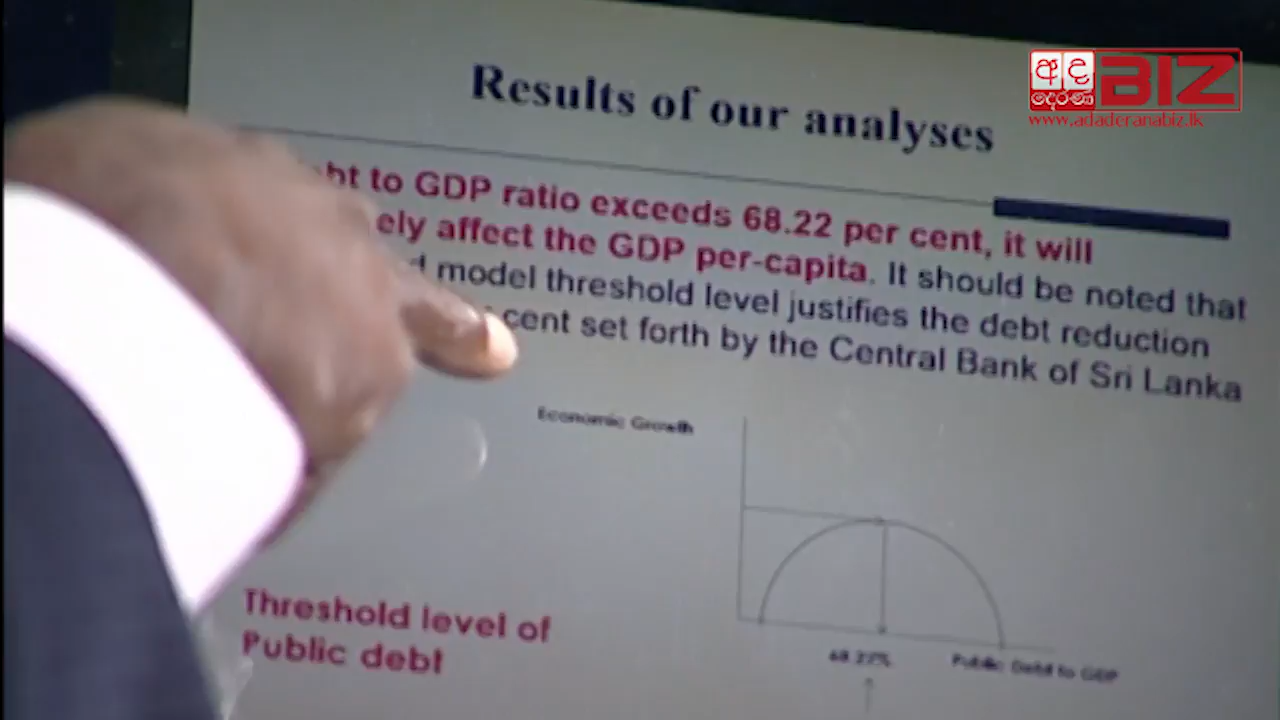 අද
දෙරණ
BIZ
www.adaderanabiz.lk
Results of our analyses
to GDP ratio exceeds 68.22 per cent, it will
affect the GDP per-capita. It should be noted that
model threshold level justifies the debt reduction
cent set forth by the Central Bank of Sri Lanka
Economic Growth
68.22%
Public Debt to GDP
Threshold level of
Public debt